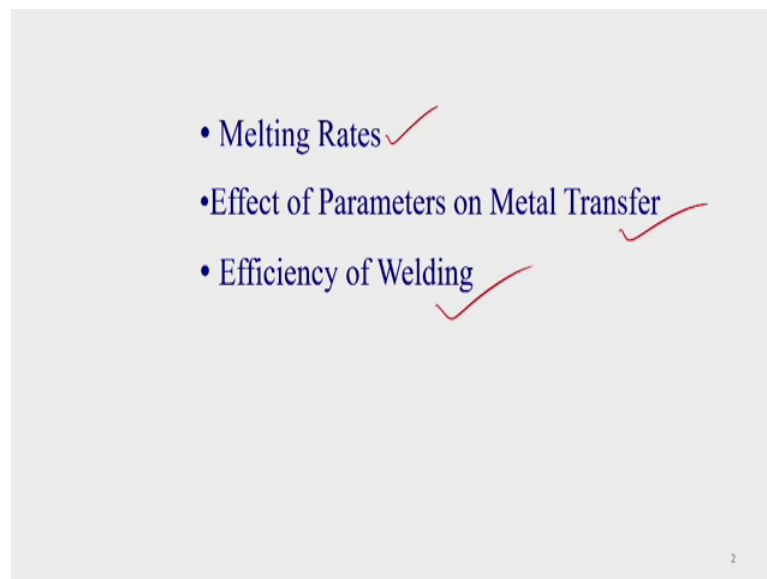 • Melting Rates
•Effect of Parameters on Metal Transfer
• Efficiency of Welding
2